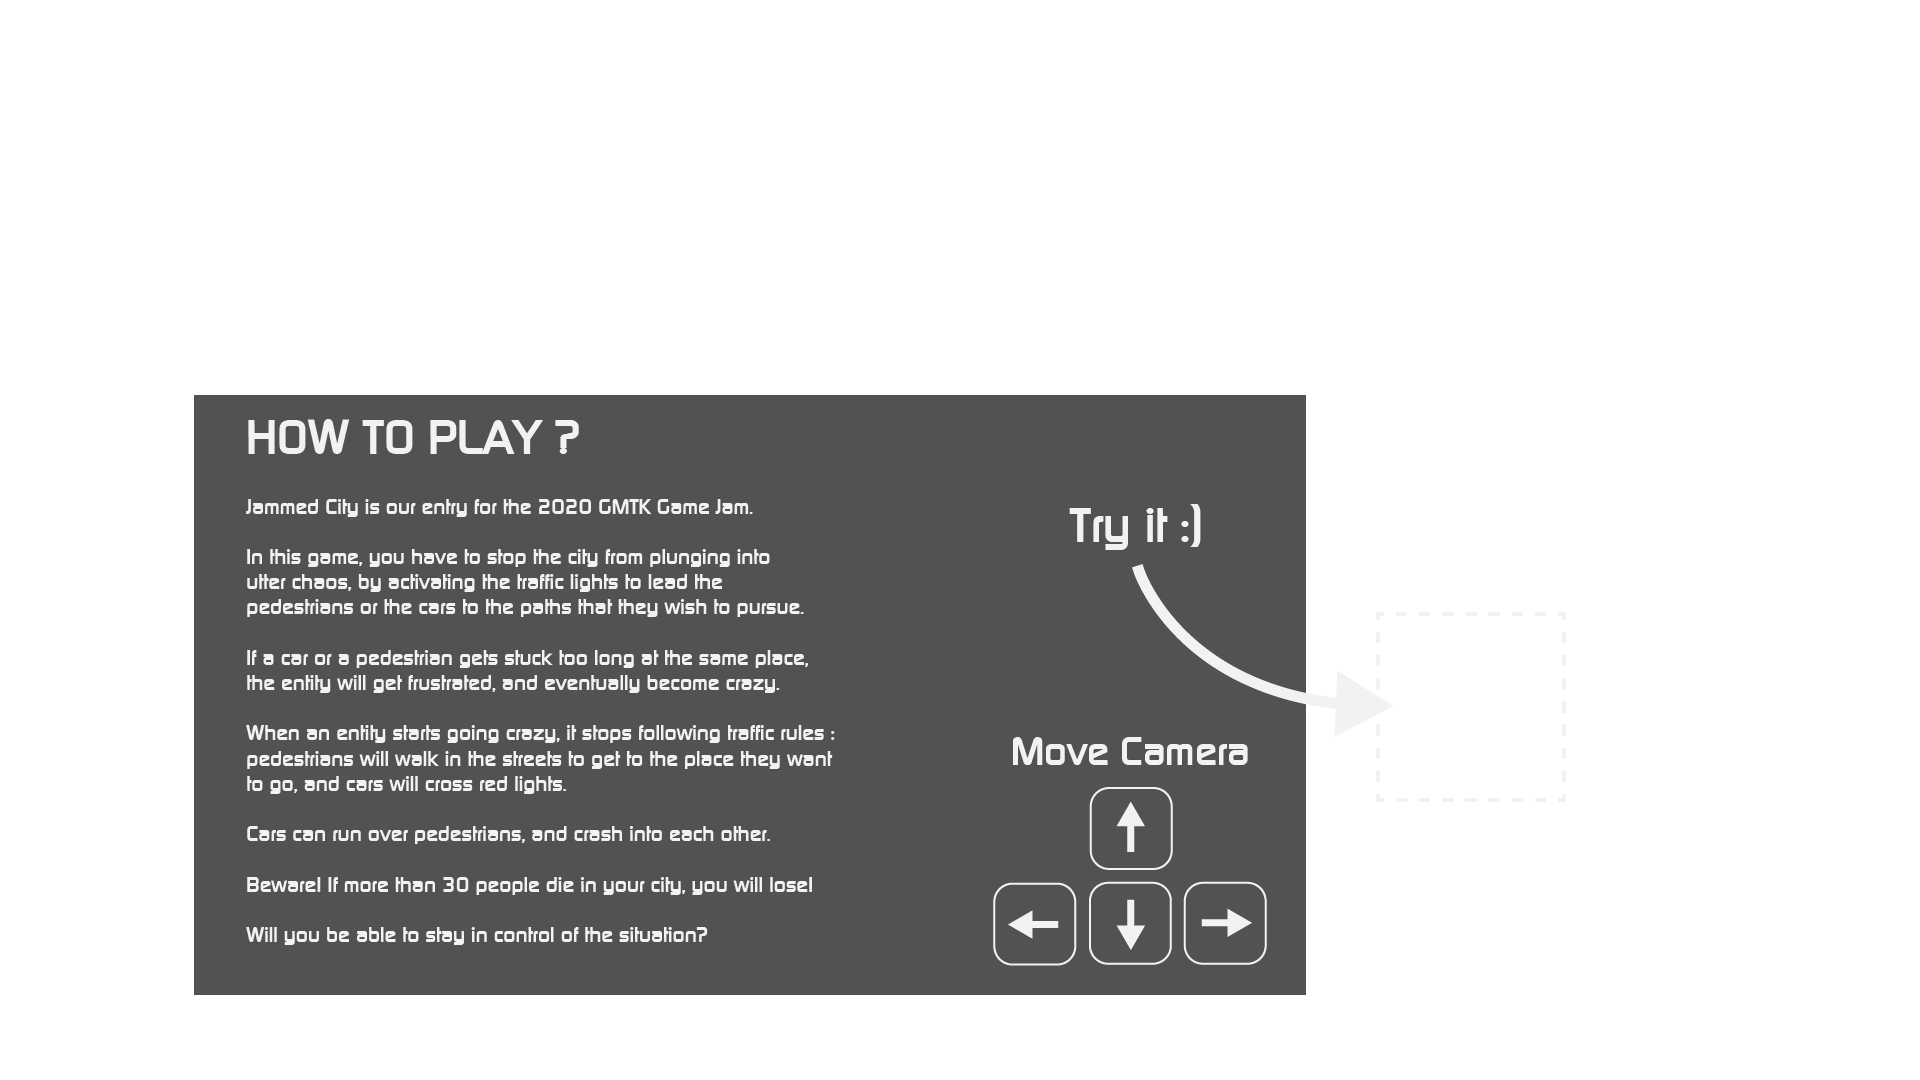 HOW TO PLAY ?
Jammed City is our entry for the 2020 GMTK Game Jam.
In this game, you have to stop the city from plunging into
utter chaos, by activating the traffic lights to lead the
pedestrians or the cars to the paths that they wish to pursue.
If a car or a pedestrian gets stuck too long at the same place,
the entity will get frustrated, and eventually become crazy.
When an entity starts going crazy, it stops following traffic rules :
pedestrians will walk in the streets to get to the place they want
to go, and cars will cross red lights.
Cars can run over pedestrians, and crash into each other.
Beware! If more than 30 people die in your city, you will lose!
Will you be able to stay in control of the situation?
Try it :)
Move Camera